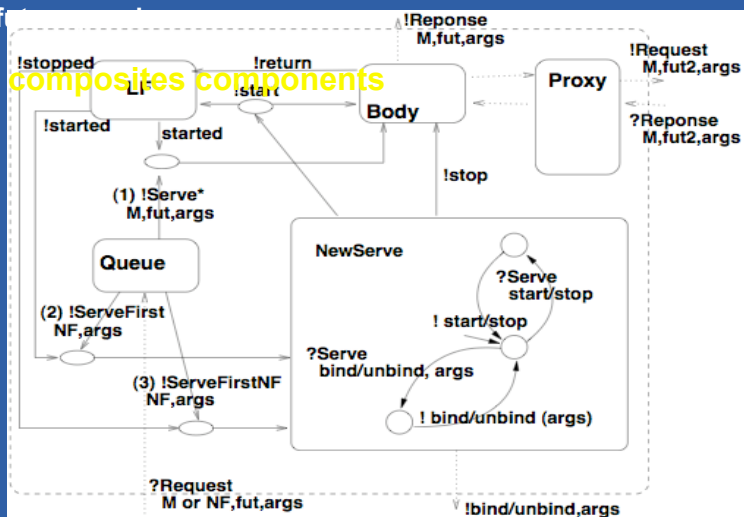 !Reponse
M,fut,args
!stopped
!return
!Request
M,fut2,args
composites components
LF
!start
Body
Proxy
!started
started
?Reponse
M,fut2,args
!stop
(1) !Serve*
M,fut,args
NewServe
Queue
?Serve
start/stop
(2) !ServeFirst
NF,args
! start/stop
?Serve
bind/unbind, args
(3) !ServeFirstNF
NF,args
! bind/unbind (args)
?Request
M or NF,fut,args
!bind/unbind,args